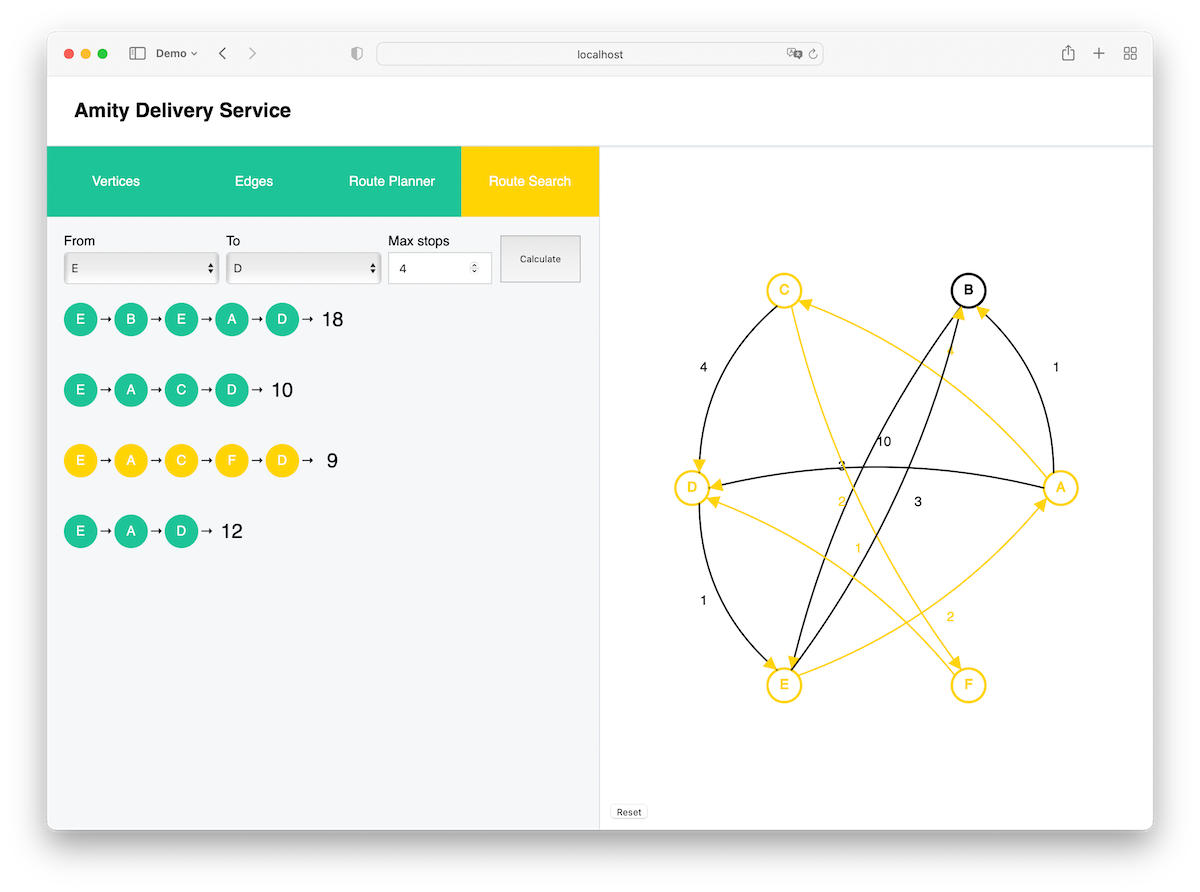 Demo
localhost
Amity Delivery Service
Vertices Edges Route Planner Route Search
From To Max stops
E D 4 Calculate
E → B → E → A → D → 18
E → A → C → D → 10
E → A → C → F → D → 9
E → A → D → 12
C B
4 4 1
10
D A
2 3
1
1 2
E F
Reset